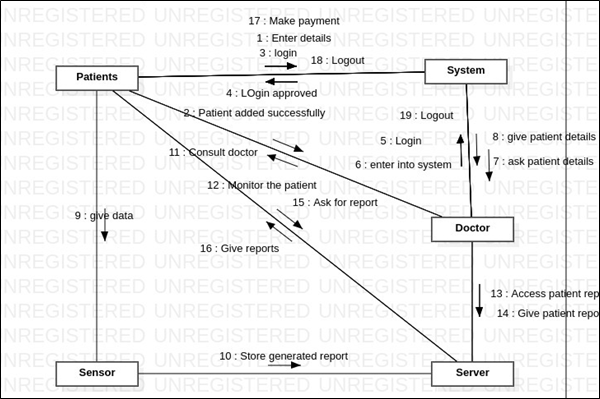 UNREGISTERED UNREGISTERED UNREGISTERED UNREGISTERED
17 : Make payment
1 : Enter details
3 : login
18 : Logout
Patients
System
4 : LOgin approved
2 : Patient added successfully
19 : Logout
5 : Login
8 : give patient details
6 : enter into system
7 : ask patient details
11 : Consult doctor
12 : Monitor the patient
15 : Ask for report
9 : give data
Doctor
16 : Give reports
13 : Access patient rep
14 : Give patient repo
10 : Store generated report
Sensor
Server